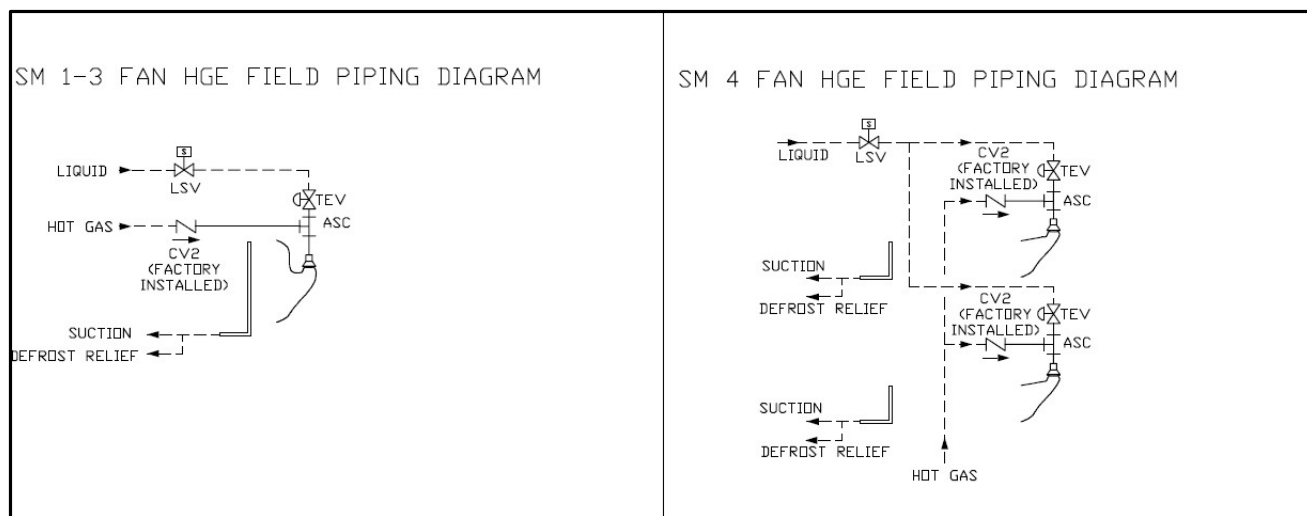 SM 1-3 FAN HGE FIELD PIPING DIAGRAM
S
LIQUID
LSV
TEV
HOT GAS
ASC
CV2
(FACTORY
INSTALLED)
SUCTION
DEFROST RELIEF
SM 4 FAN HGE FIELD PIPING DIAGRAM
S
LIQUID
LSV
CV2
(FACTORY
INSTALLED)
TEV
ASC
SUCTION
DEFROST RELIEF
CV2
(FACTORY
INSTALLED)
TEV
ASC
SUCTION
DEFROST RELIEF
HOT GAS